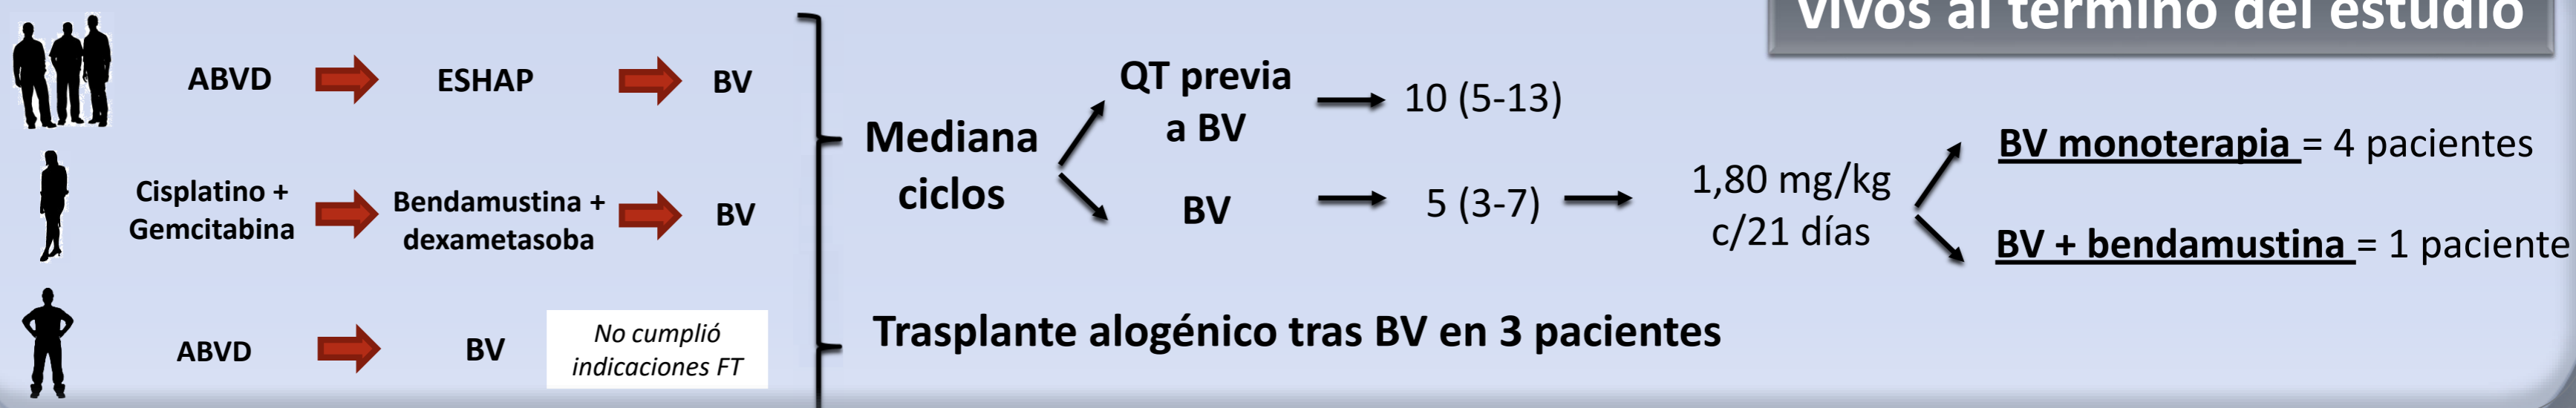 vivos al término del estudio
ABVD
ESHAP
BV
Cisplatino +
Gemcitabina
Bendamustina +
dexametasoba
BV
ABVD
BV
No cumplió
indicaciones FT
Mediana
ciclos
QT previa
a BV
10 (5-13)
BV
5 (3-7)
1,80 mg/kg
c/21 días
BV monoterapia = 4 pacientes
BV + bendamustina = 1 paciente
Trasplante alogénico tras BV en 3 pacientes